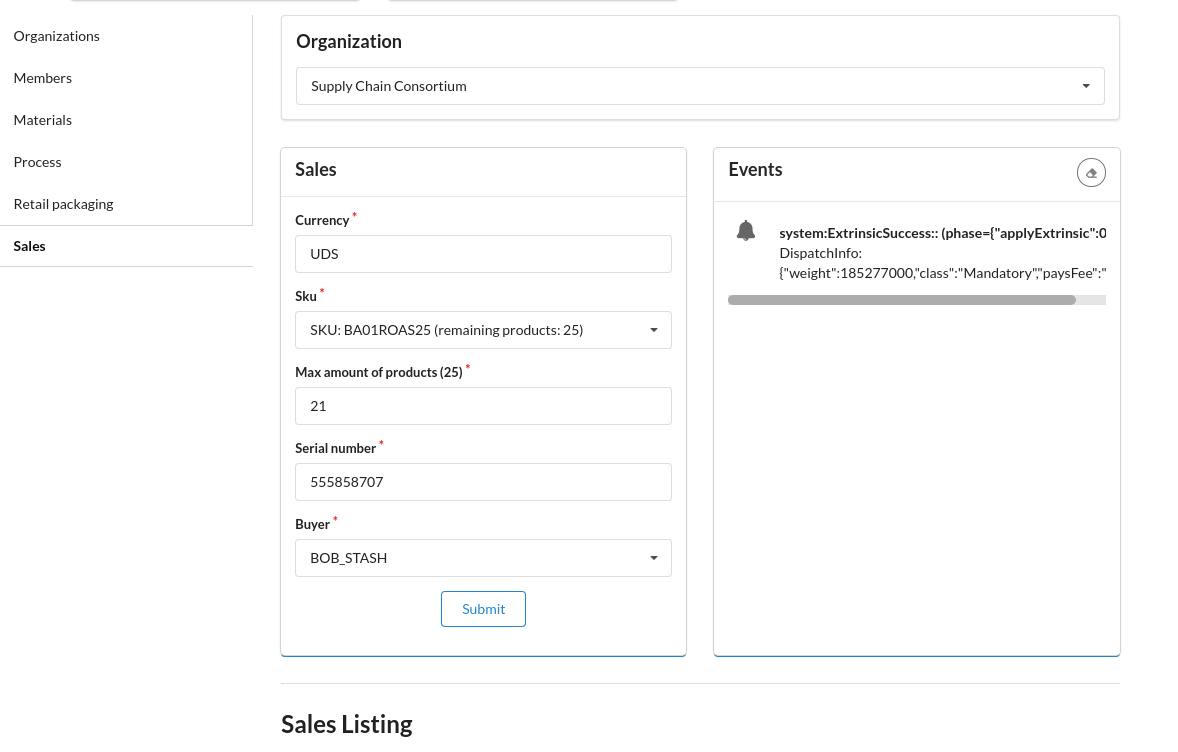 Organizations
Members
Materials
Process
Retail packaging
Sales
Organization
Supply Chain Consortium
Sales
Currency *
UDS
Sku *
SKU: BA01ROAS25 (remaining products: 25)
Max amount of products (25) *
21
Serial number *
555858707
Buyer *
BOB_STASH
Submit
Events
system:ExtrinsicSuccess:: (phase={"applyExtrinsic":0
DispatchInfo:
{"weight":185277000,"class":"Mandatory","paysFee":"
Sales Listing